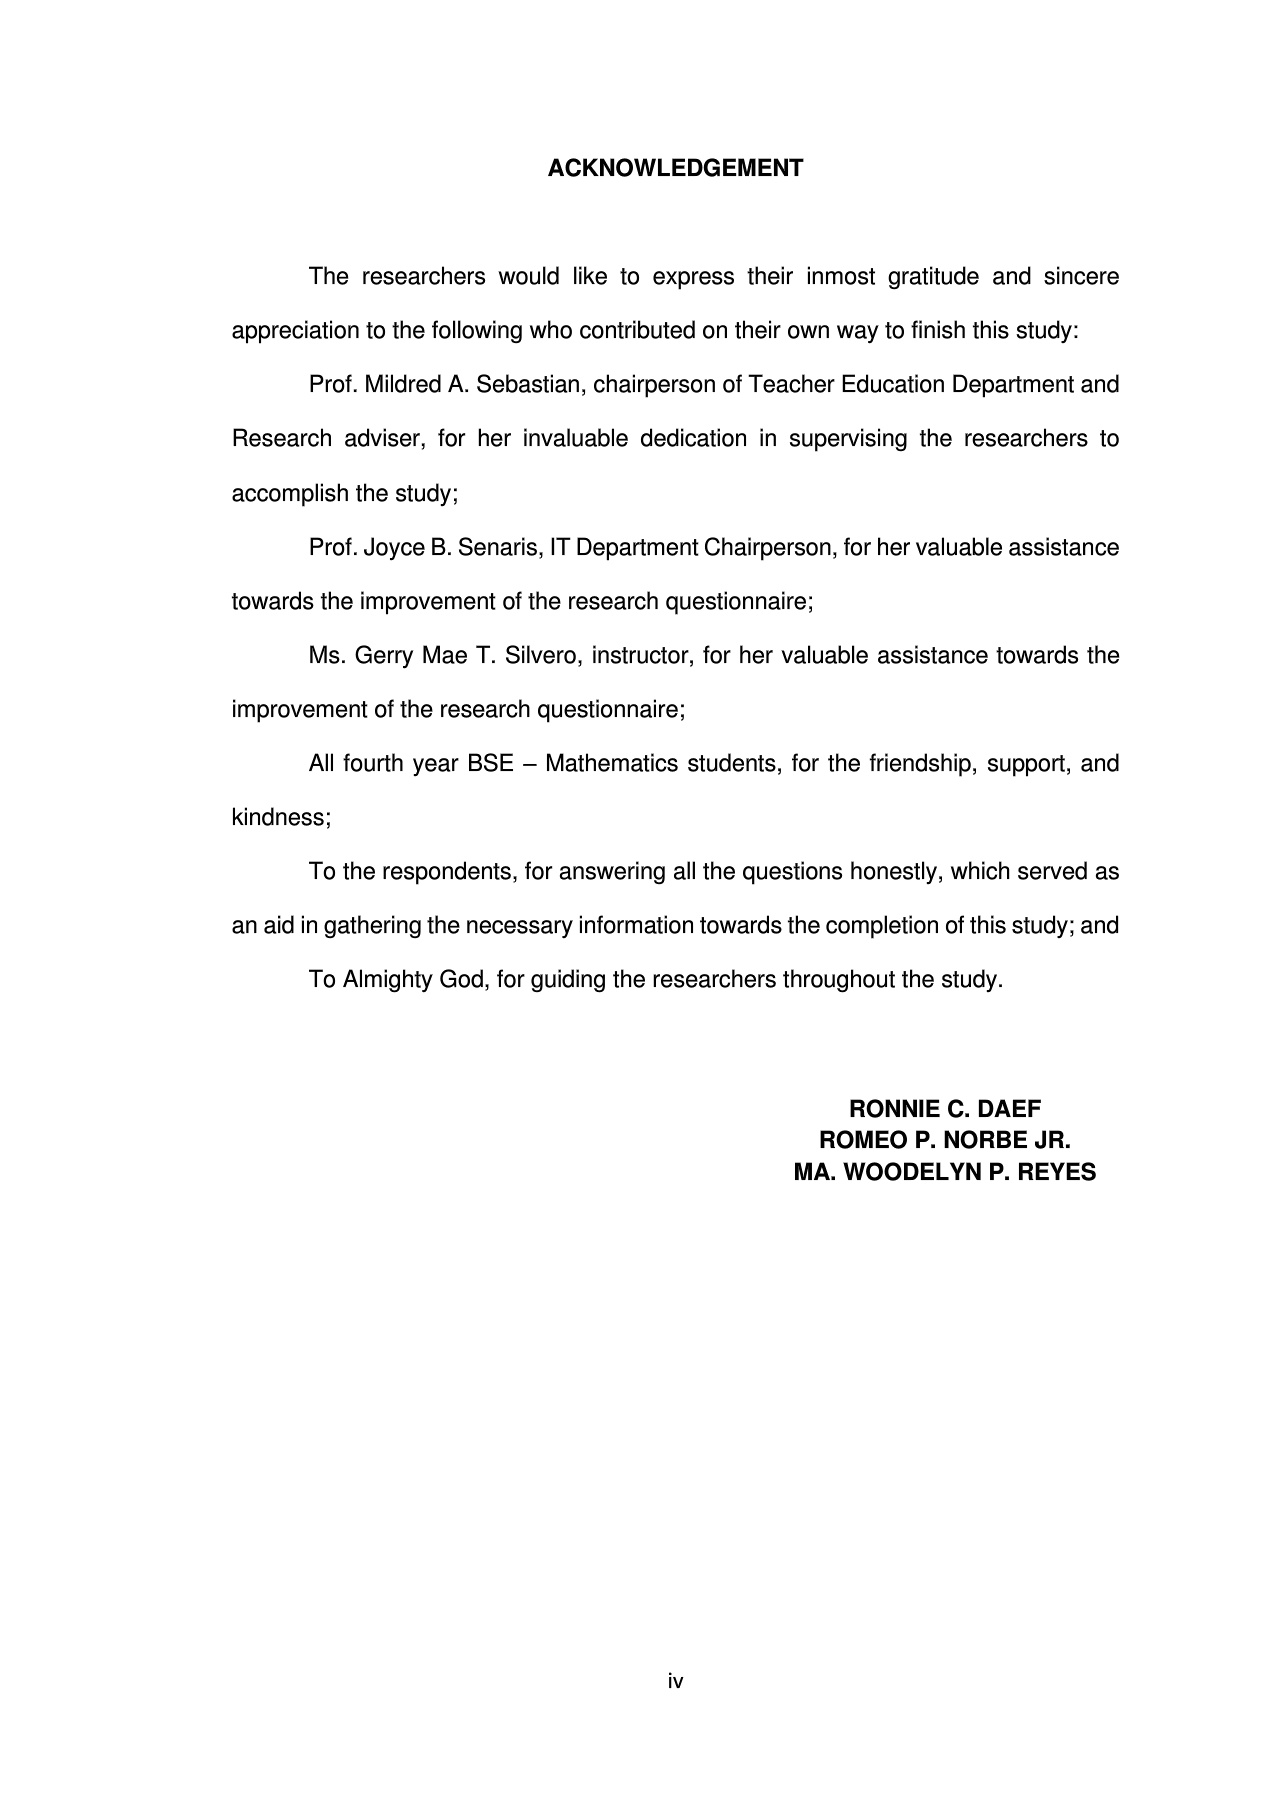 ACKNOWLEDGEMENT
The researchers would like to express their inmost gratitude and sincere
appreciation to the following who contributed on their own way to finish this study:
Prof. Mildred A. Sebastian, chairperson of Teacher Education Department and
Research adviser, for her invaluable dedication in supervising the researchers to
accomplish the study;
Prof. Joyce B. Senaris, IT Department Chairperson, for her valuable assistance
towards the improvement of the research questionnaire;
Ms. Gerry Mae T. Silvero, instructor, for her valuable assistance towards the
improvement of the research questionnaire;
All fourth year BSE – Mathematics students, for the friendship, support, and
kindness;
To the respondents, for answering all the questions honestly, which served as
an aid in gathering the necessary information towards the completion of this study; and
To Almighty God, for guiding the researchers throughout the study.
RONNIE C. DAEF
ROMEO P. NORBE JR.
MA. WOODELYN P. REYES
iv